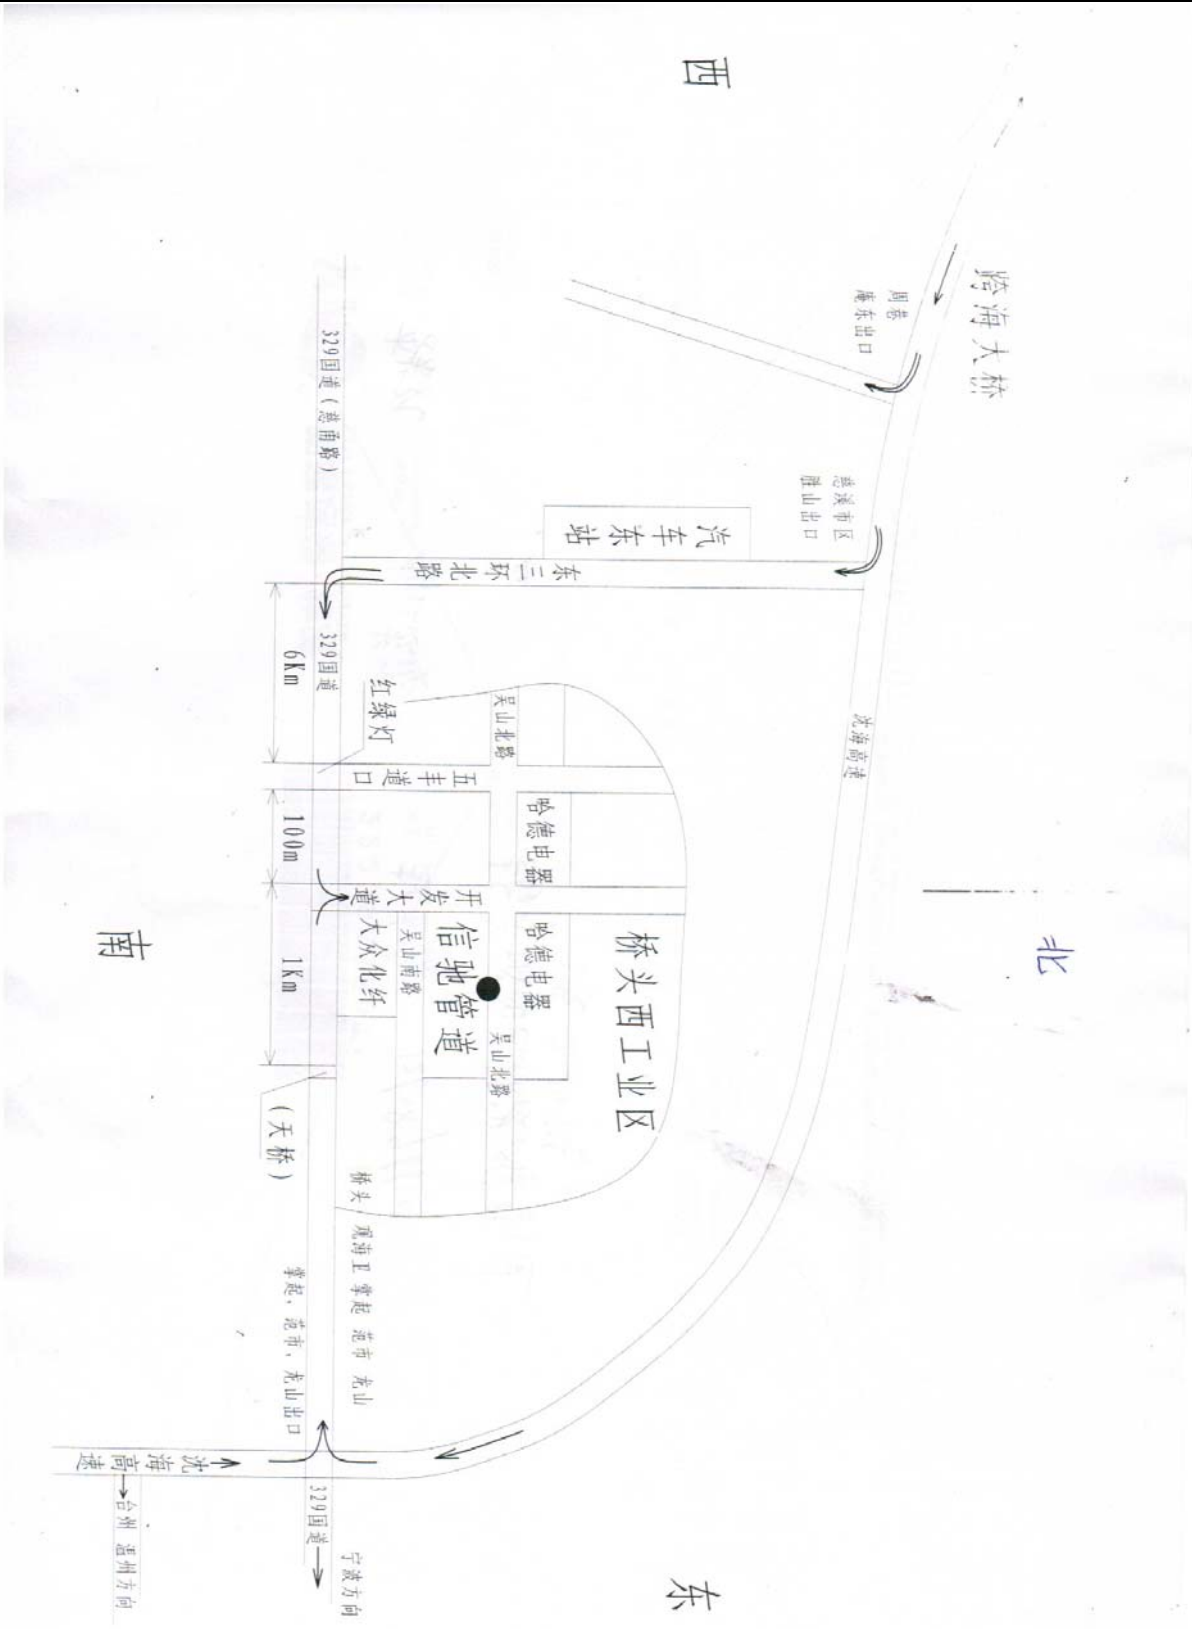 西
跨海大桥
周巷
庵东出口
慈溪市区
胜山出口
汽车东站
东三环北路
329国道(慈甬路)
329国道
6Km
红绿灯
吴山北路
沈海高速
五丰道口
哈德电器
100m
开发大道
北
桥头西工业区
哈德电器
信驰管道
吴山南路
大众化纤
1Km
南
吴山北路
(天桥)
桥头 观海卫 掌起 范市 龙山
掌起,范市,龙山出口
沈海高速
329国道
宁波方向
台州 温州方向
东